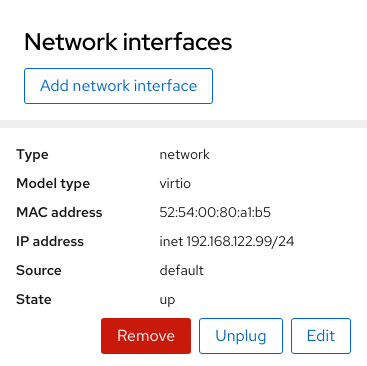 Network interfaces
Add network interface
Type network
Model type virtio
MAC address 52:54:00:80:a1:b5
IP address inet 192.168.122.99/24
Source default
State up
Remove Unplug Edit